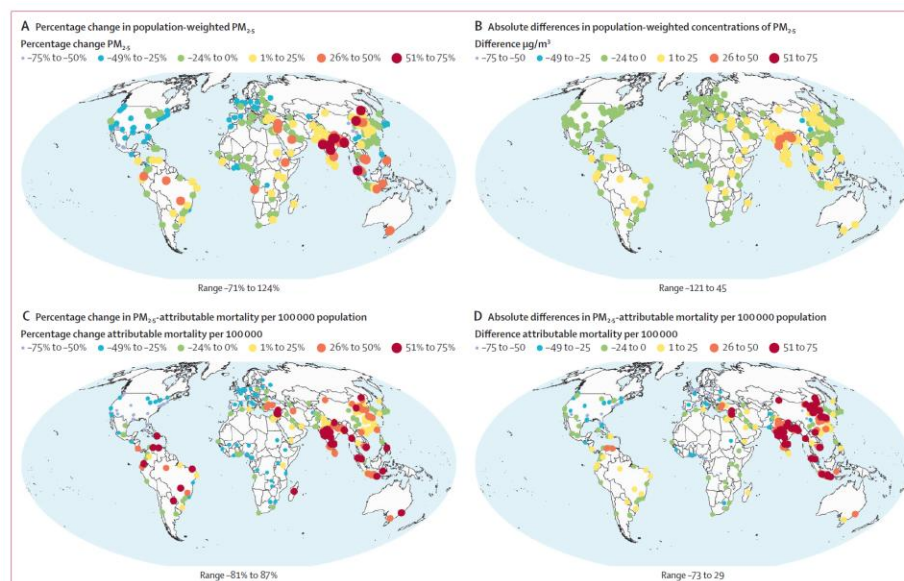 A Percentage change in population-weighted PM₂.₅
Percentage change PM₂.₅
−75% to −50% −49% to −25% −24% to 0% 1% to 25% 26% to 50% 51% to 75%
Range −71% to 124%
B Absolute differences in population-weighted concentrations of PM₂.₅
Difference µg/m³
−75 to −50 −49 to −25 −24 to 0 1 to 25 26 to 50 51 to 75
Range −121 to 45
C Percentage change in PM₂.₅-attributable mortality per 100 000 population
Percentage change attributable mortality per 100 000
−75% to −50% −49% to −25% −24% to 0% 1% to 25% 26% to 50% 51% to 75%
Range −81% to 87%
D Absolute differences in PM₂.₅-attributable mortality per 100 000 population
Difference attributable mortality per 100 000
−75 to −50 −49 to −25 −24 to 0 1 to 25 26 to 50 51 to 75
Range −73 to 29